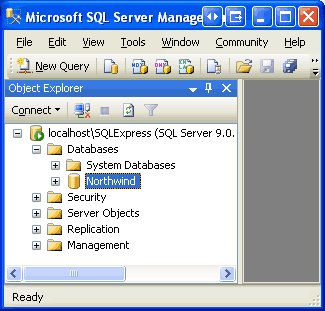 Microsoft SQL Server Manag
File Edit View Tools Window Community Help
New Query
Object Explorer
Connect
localhost\SQLExpress (SQL Server 9.0.
Databases
System Databases
Northwind
Security
Server Objects
Replication
Management
Ready